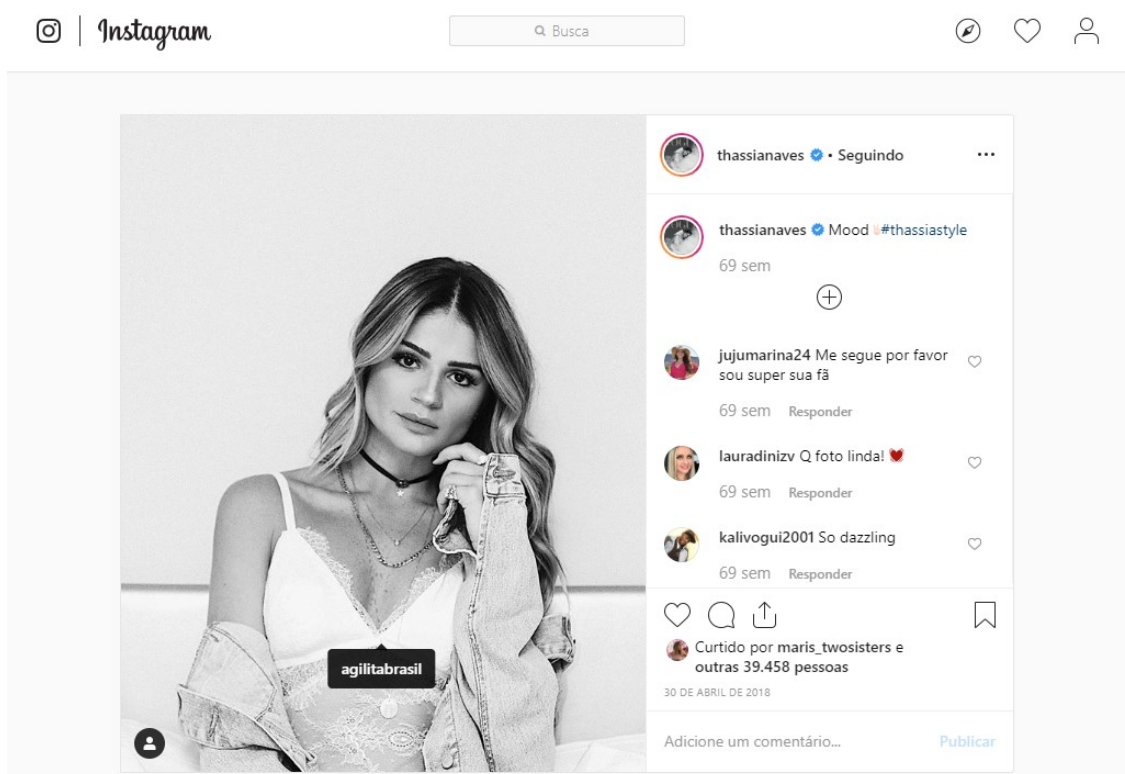 Instagram
Busca
thassianaves • Seguindo
thassianaves Mood #thassiastyle
69 sem
jujumarina24 Me segue por favor
sou super sua fã
69 sem Responder
lauradinizv Q foto linda!
69 sem Responder
kalivogui2001 So dazzling
69 sem Responder
agilitabrasil
Curtido por maris_twosisters e
outras 39.458 pessoas
30 DE ABRIL DE 2018
Adicione um comentário... Publicar